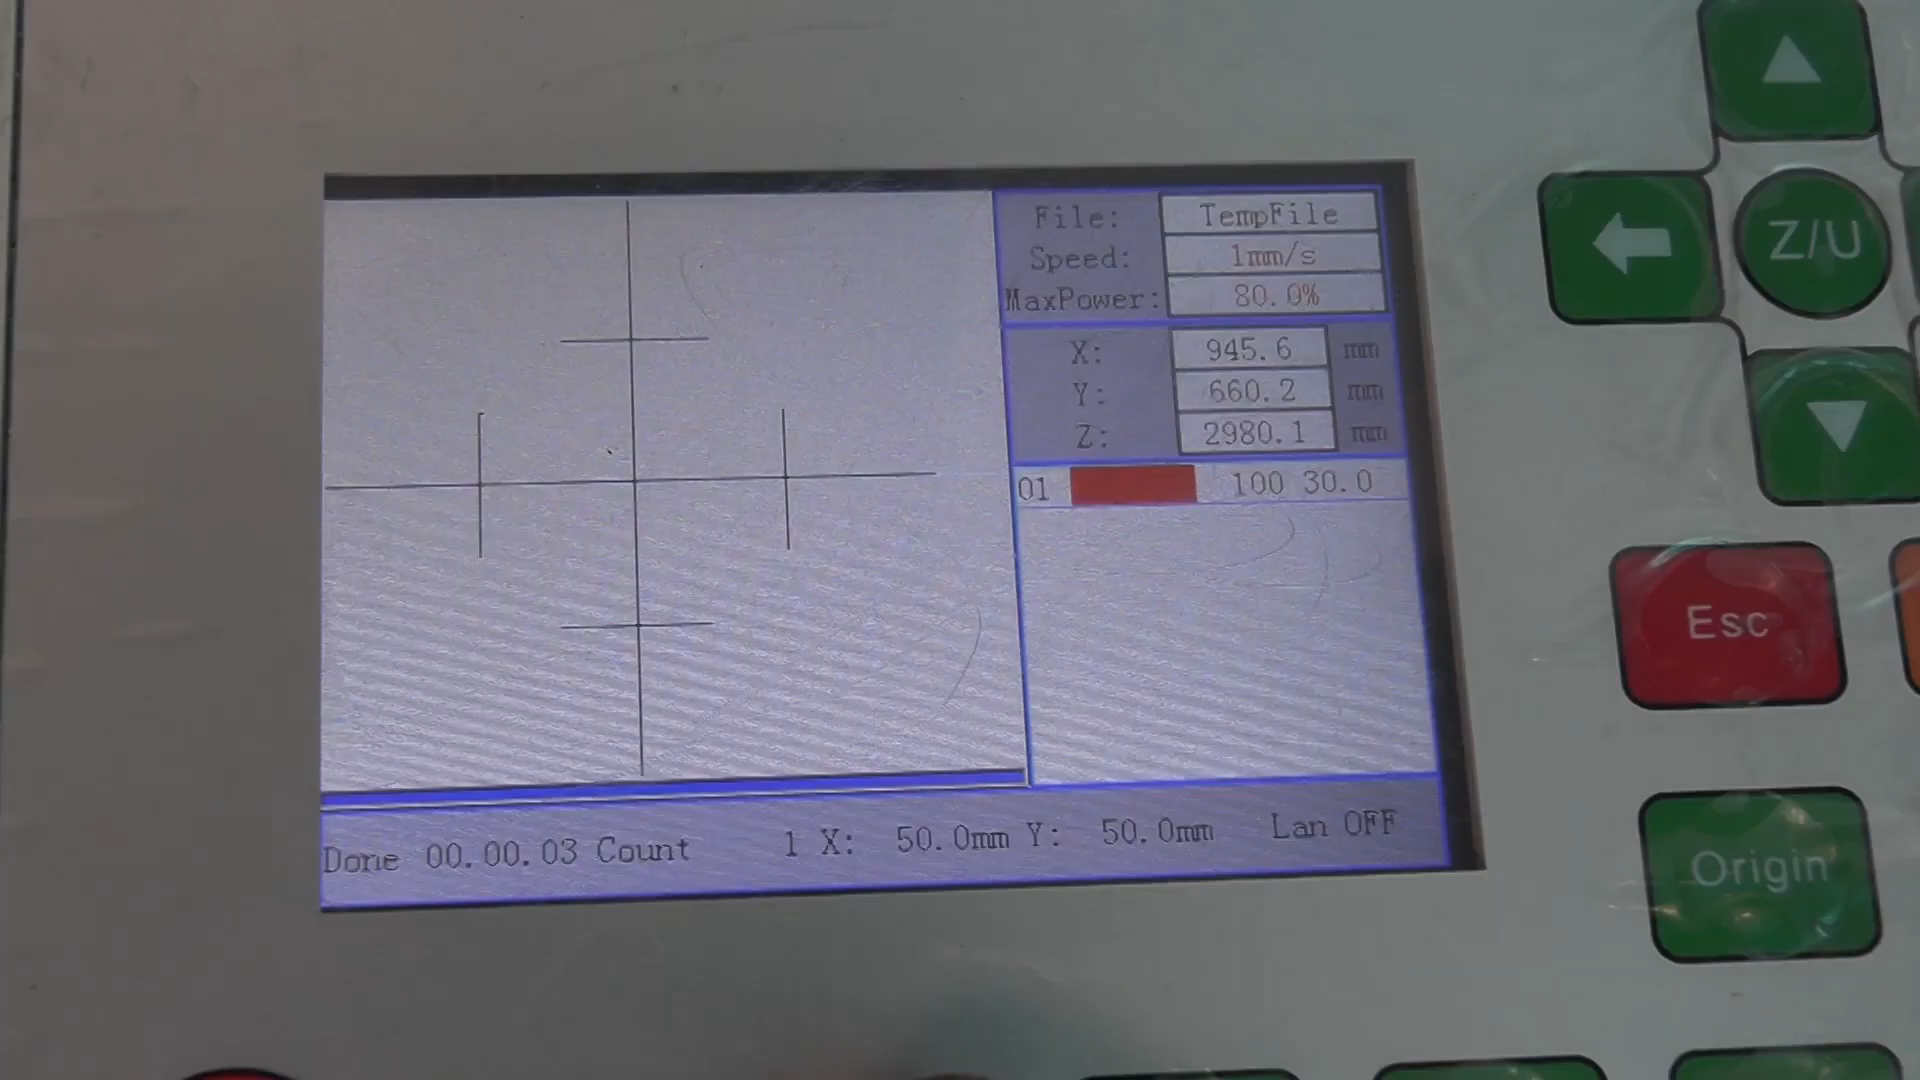 File: TempFile
Speed: 1mm/s
MaxPower: 80.0%
X: 945.6 mm
Y: 660.2 mm
Z: 2980.1 mm
01 100 30.0
Done 00.00.03 Count 1 X: 50.0mm Y: 50.0mm Lan OFF
Z/U
Esc
Origin